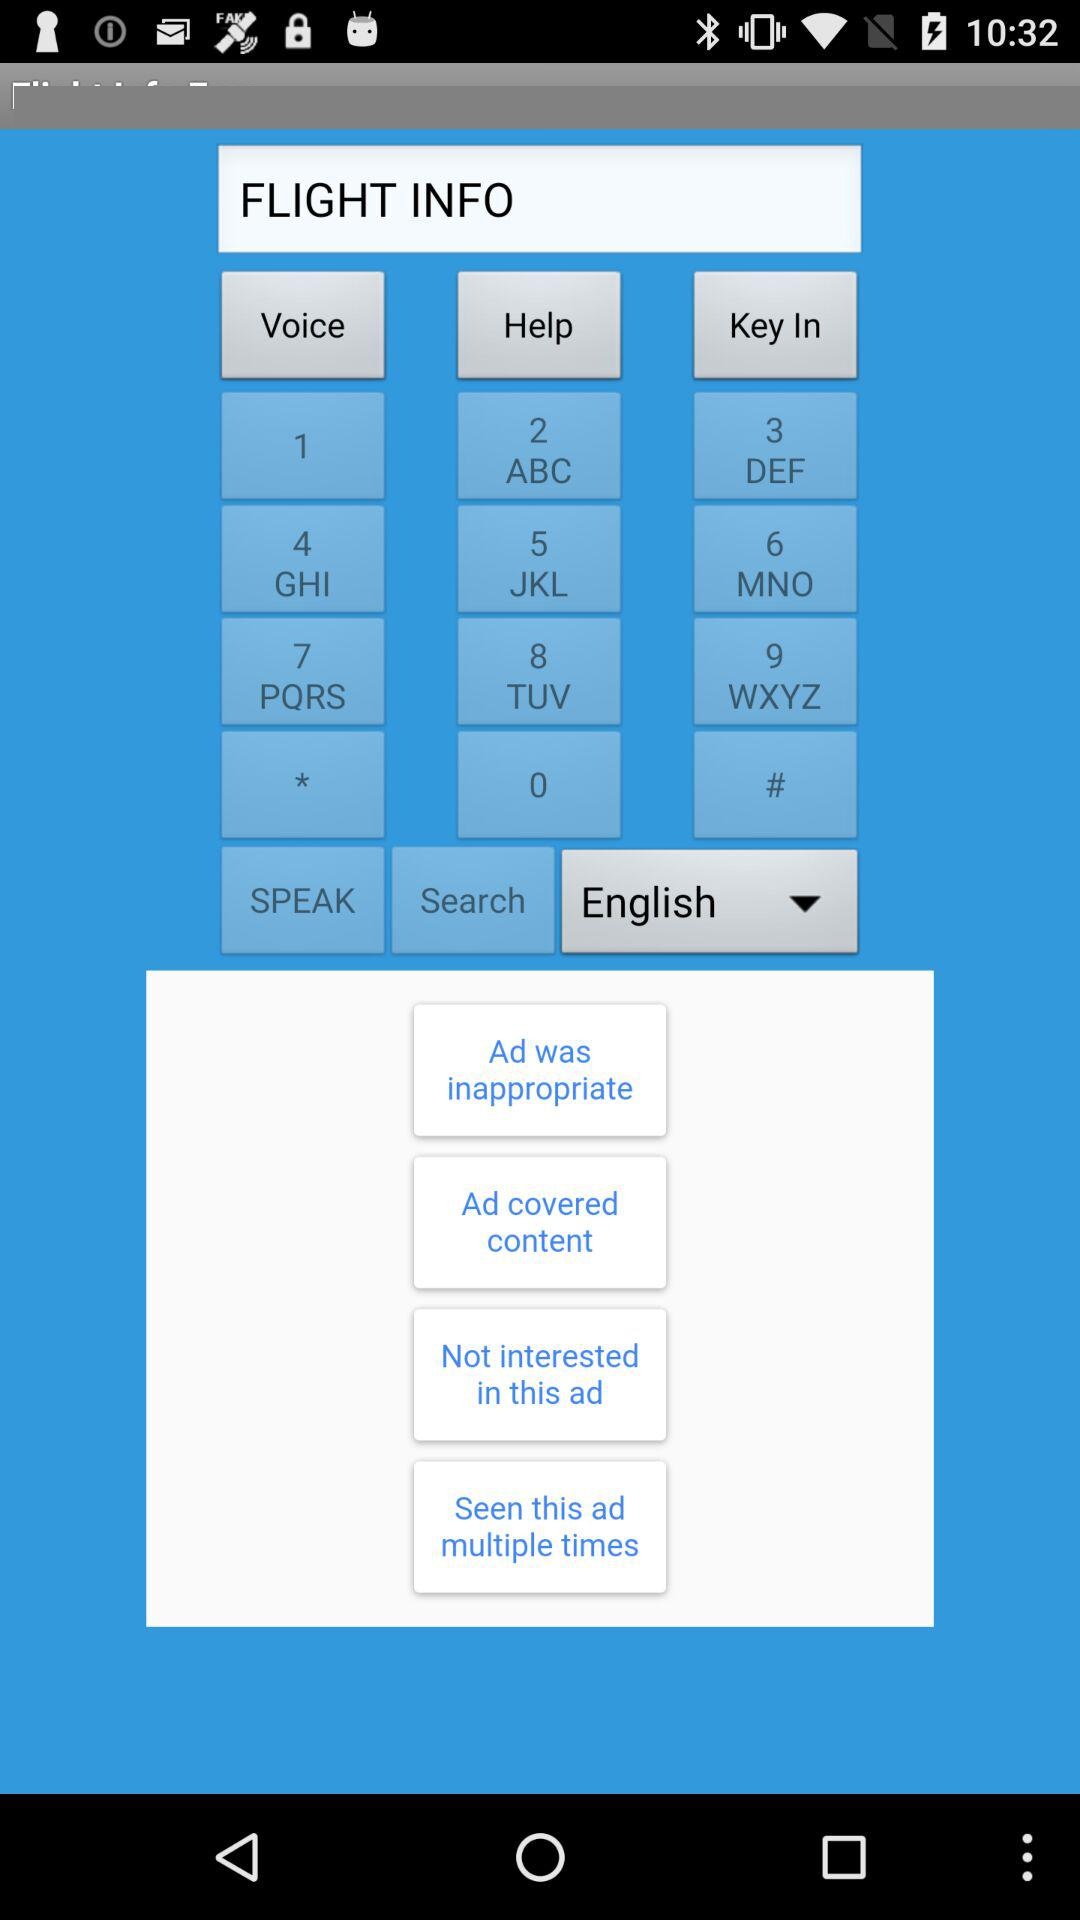 FAKE
10:32
FLIGHT INFO
Voice Help Key In
1 2 3
ABC DEF
4 5 6
GHI JKL MNO
7 8 9
PQRS TUV WXYZ
* 0 #
SPEAK Search English
Ad was
inappropriate
Ad covered
content
Not interested
in this ad
Seen this ad
multiple times